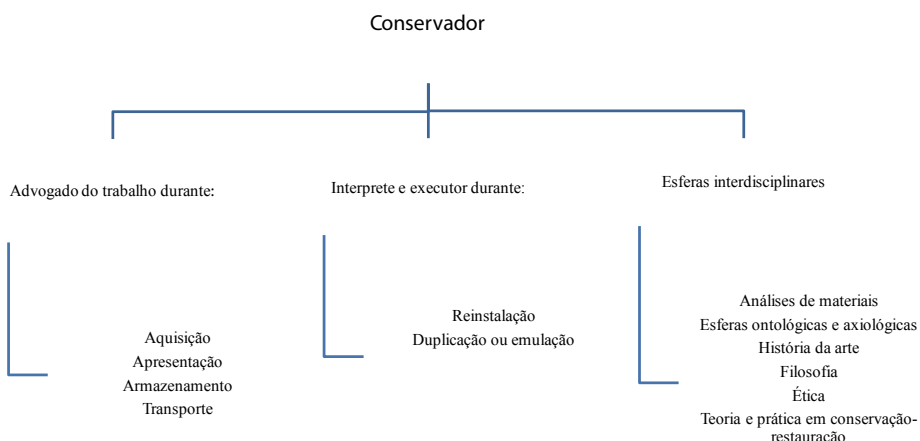 Conservador
Advogado do trabalho durante:
Aquisição
Apresentação
Armazenamento
Transporte
Interprete e executor durante:
Reinstalação
Duplicação ou emulação
Esferas interdisciplinares
Análises de materiais
Esferas ontológicas e axiológicas
História da arte
Filosofia
Ética
Teoria e prática em conservação-
restauração